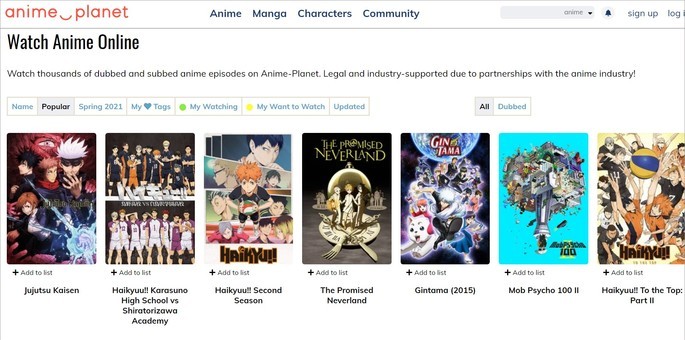 anime planet
Anime Manga Characters Community
anime
sign up
log i
Watch Anime Online
Watch thousands of dubbed and subbed anime episodes on Anime-Planet. Legal and industry-supported due to partnerships with the anime industry!
Name Popular Spring 2021 My Tags My Watching My Want to Watch Updated
All Dubbed
THE PROMISED
NEVERLAND
GIN
TAMA
HAIKYU!!
MOB PSYCHO
100
HAIKYU!!
+ Add to list + Add to list + Add to list + Add to list + Add to list + Add to list + Add to list
Jujutsu Kaisen
Haikyuu!! Karasuno
High School vs
Shiratorizawa
Academy
Haikyuu!! Second
Season
The Promised
Neverland
Gintama (2015)
Mob Psycho 100 II
Haikyuu!! To the Top:
Part II